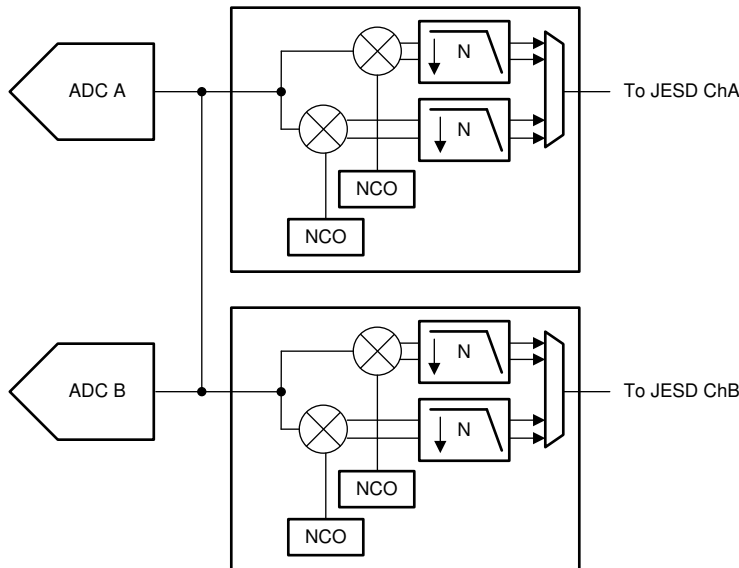 ADC A
N
To JESD ChA
N
NCO
NCO
ADC B
N
To JESD ChB
N
NCO
NCO